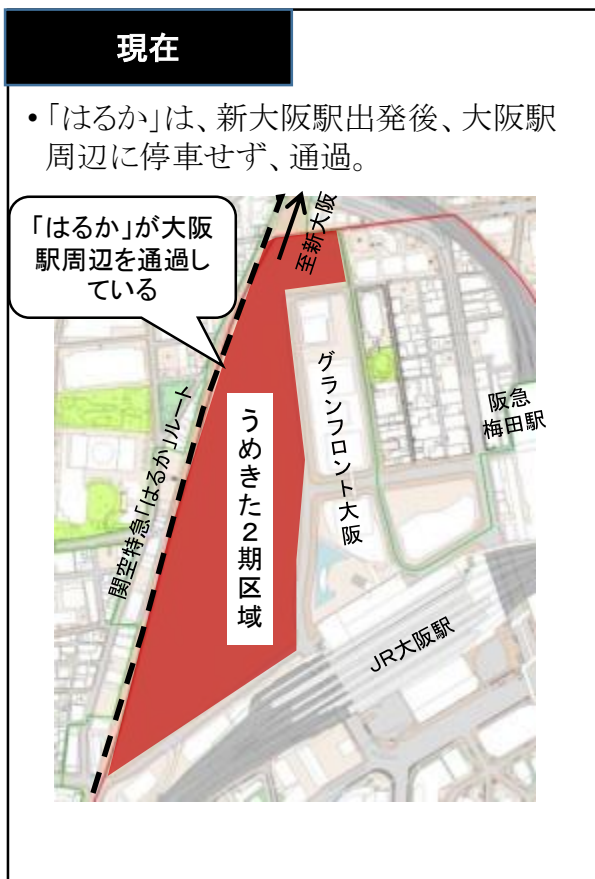 現在
•「はるか」は、新大阪駅出発後、大阪駅
周辺に停車せず、通過。
「はるか」が大阪
駅周辺を通過し
ている
至新大阪
関空特急「はるか」ルート
うめきた２期区域
グランフロント大阪
阪急
梅田駅
ＪＲ大阪駅